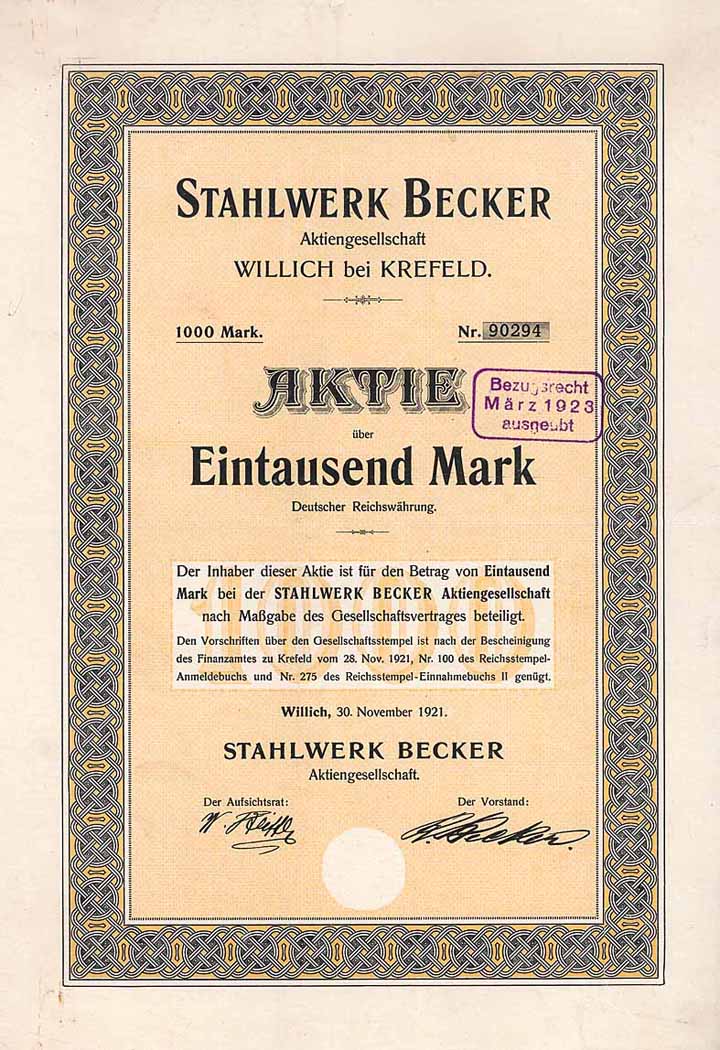 STAHLWERK BECKER
Aktiengesellschaft
WILLICH bei KREFELD.
1000 Mark.
Nr. 90294
AKTIE
Bezugsrecht
März 1923
ausgeübt
über
Eintausend Mark
Deutscher Reichswährung.
1000
Der Inhaber dieser Aktie ist für den Betrag von Eintausend
Mark bei der STAHLWERK BECKER Aktiengesellschaft
nach Maßgabe des Gesellschaftsvertrages beteiligt.
Den Vorschriften über den Gesellschaftsstempel ist nach der Bescheinigung
des Finanzamtes zu Krefeld vom 28. Nov. 1921, Nr. 100 des Reichsstempel-
Anmeldebuchs und Nr. 275 des Reichsstempel-Einnahmebuchs II genügt.
Willich, 30. November 1921.
STAHLWERK BECKER
Aktiengesellschaft.
Der Aufsichtsrat:
Der Vorstand: